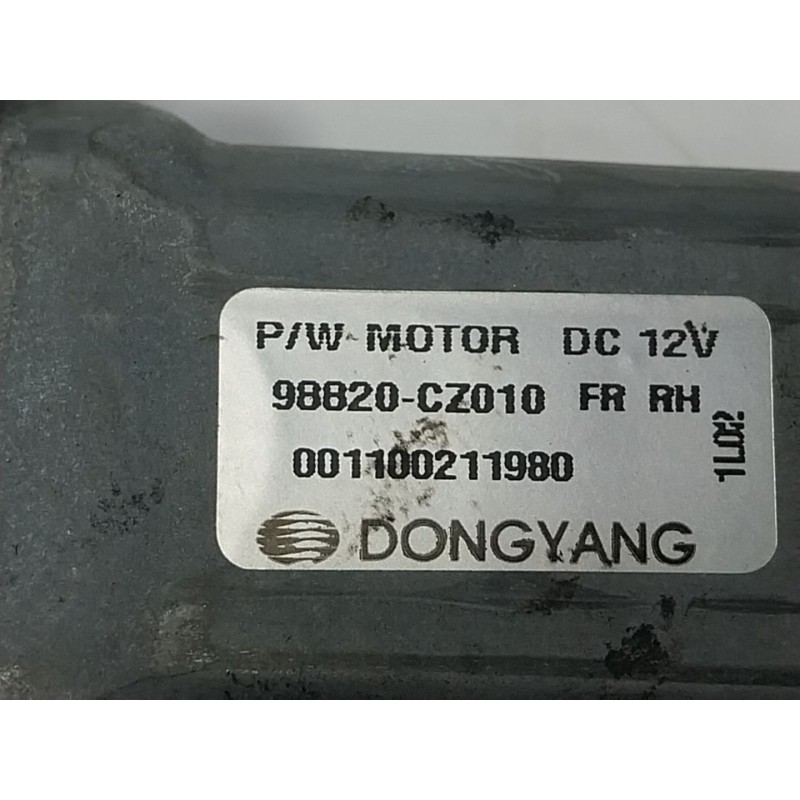 P/W MOTOR DC 12V
98820-CZ010 FR RH
001100211980
DONGYANG